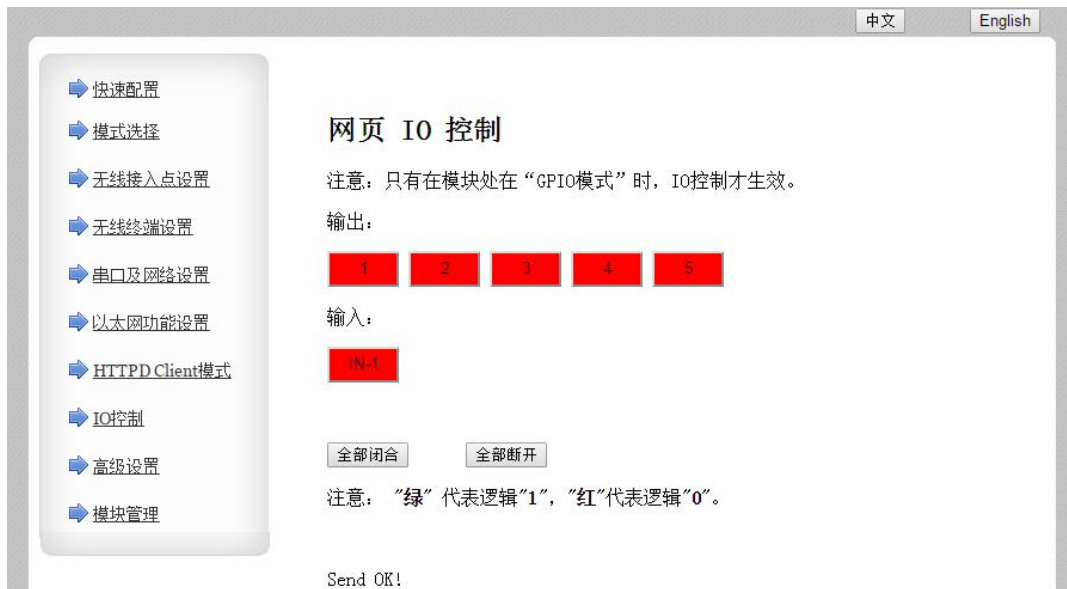 中文 English
快速配置
模式选择
无线接入点设置
无线终端设置
串口及网络设置
以太网功能设置
HTTPD Client模式
IO控制
高级设置
模块管理
网页 IO 控制
注意：只有在模块处在“GPIO模式”时，IO控制才生效。
输出：
1 2 3 4 5
输入：
IN-1
全部闭合 全部断开
注意： "绿" 代表逻辑"1"，"红"代表逻辑"0"。
Send OK!